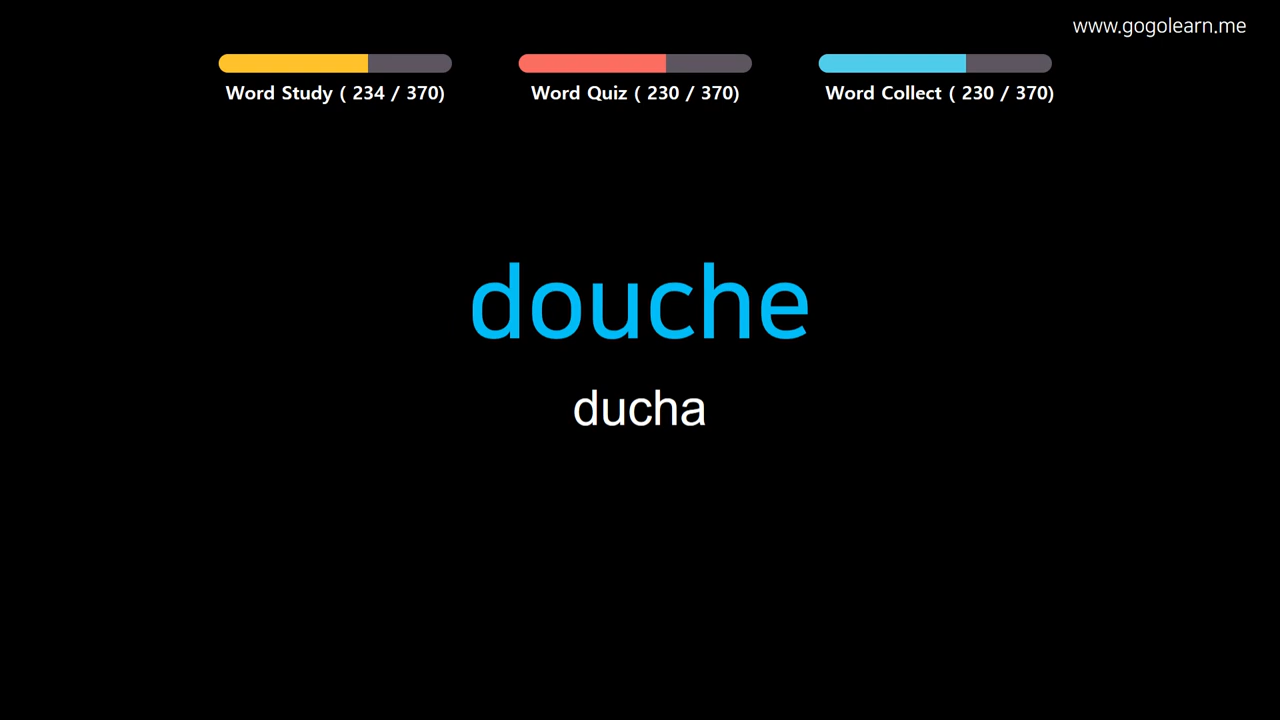 www.gogolearn.me
Word Study ( 234 / 370)
Word Quiz ( 230 / 370)
Word Collect ( 230 / 370)
douche
ducha